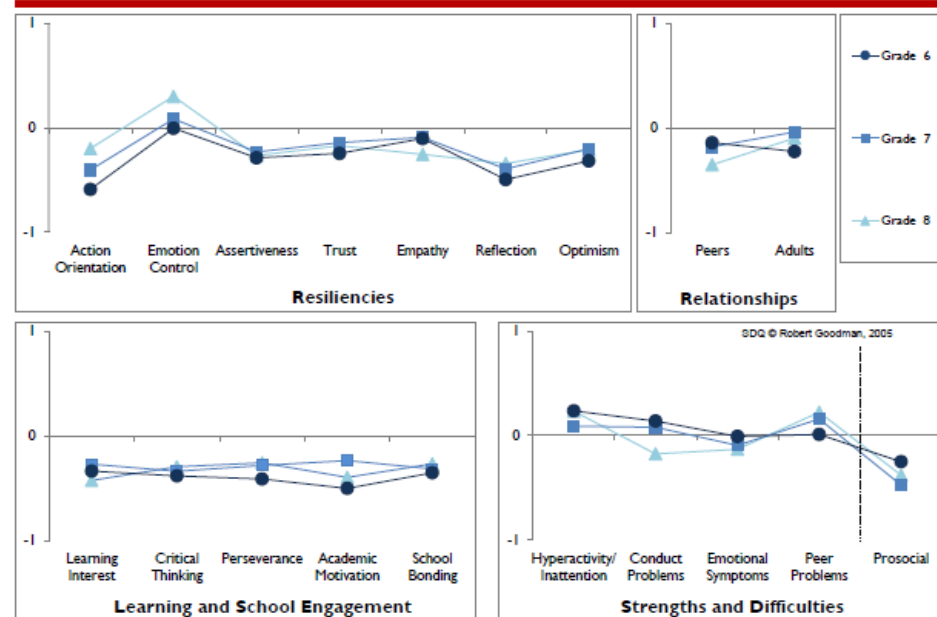 1
0
-1
Action Orientation
Emotion Control
Assertiveness
Trust
Empathy
Reflection
Optimism
Resiliencies
1
0
-1
Peers
Adults
Relationships
Grade 6
Grade 7
Grade 8
1
0
-1
Learning Interest
Critical Thinking
Perseverance
Academic Motivation
School Bonding
Learning and School Engagement
SDQ © Robert Goodman, 2005
1
0
-1
Hyperactivity/ Inattention
Conduct Problems
Emotional Symptoms
Peer Problems
Prosocial
Strengths and Difficulties